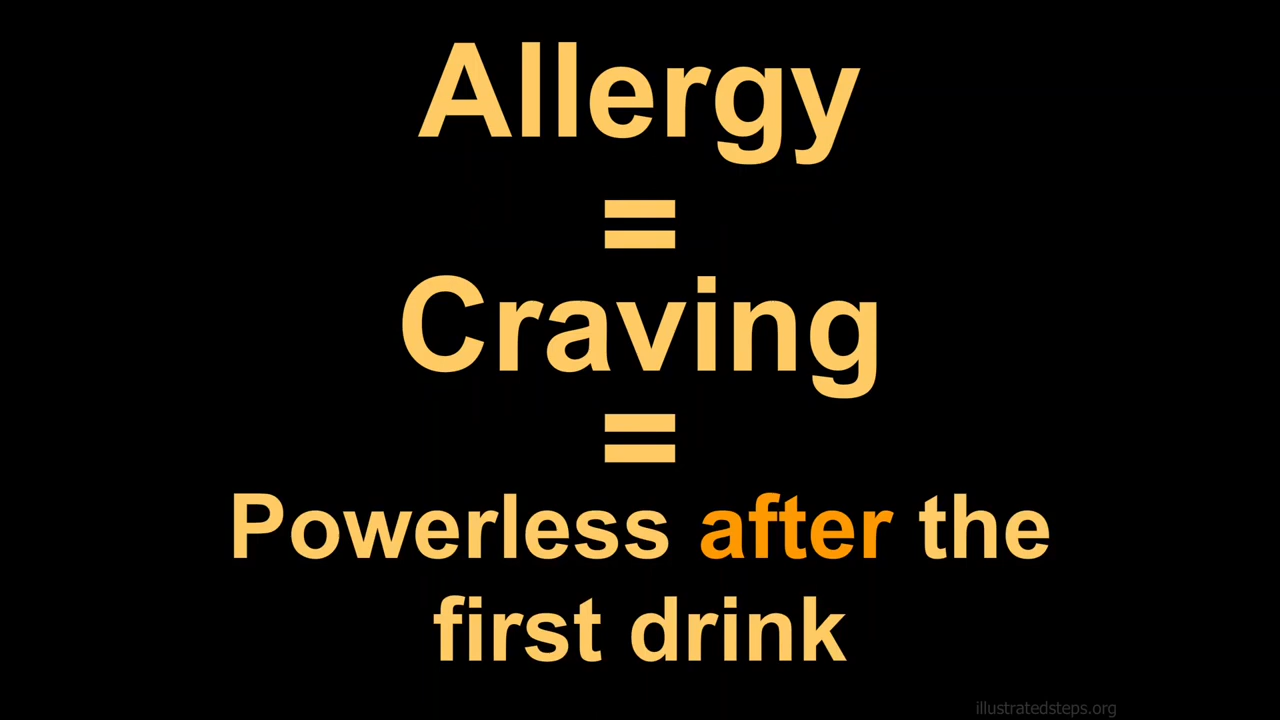 Allergy
=
Craving
=
Powerless after the
first drink
illustratedsteps.org